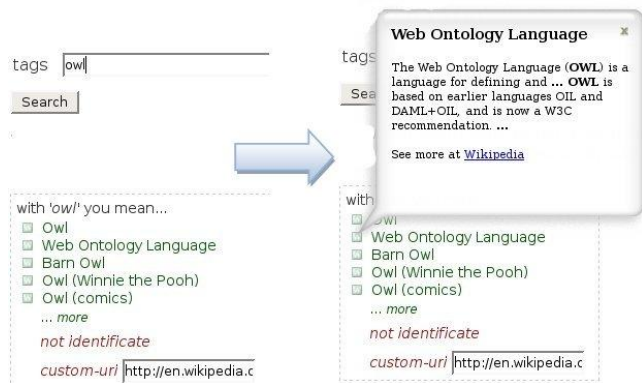 tags owl
Search
with 'owl' you mean...
Owl
Web Ontology Language
Barn Owl
Owl (Winnie the Pooh)
Owl (comics)
... more
not identificate
custom-uri http://en.wikipedia.c
Web Ontology Language x
The Web Ontology Language (OWL) is a
language for defining and ... OWL is
based on earlier languages OIL and
DAML+OIL, and is now a W3C
recommendation. ...
See more at Wikipedia
tags
Sea
with
Owl
Web Ontology Language
Barn Owl
Owl (Winnie the Pooh)
Owl (comics)
... more
not identificate
custom-uri http://en.wikipedia.c